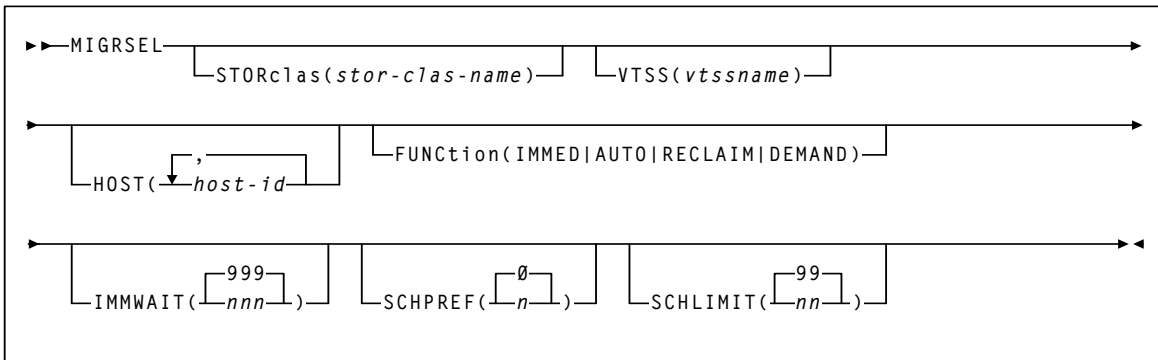 MIGRSEL
STORclas(stor-clas-name)
VTSS(vtssname)
,
HOST( host-id )
FUNCtion(IMMED|AUTO|RECLAIM|DEMAND)
999
IMMWAIT( nnn )
Ø
SCHPREF( n )
99
SCHLIMIT( nn )